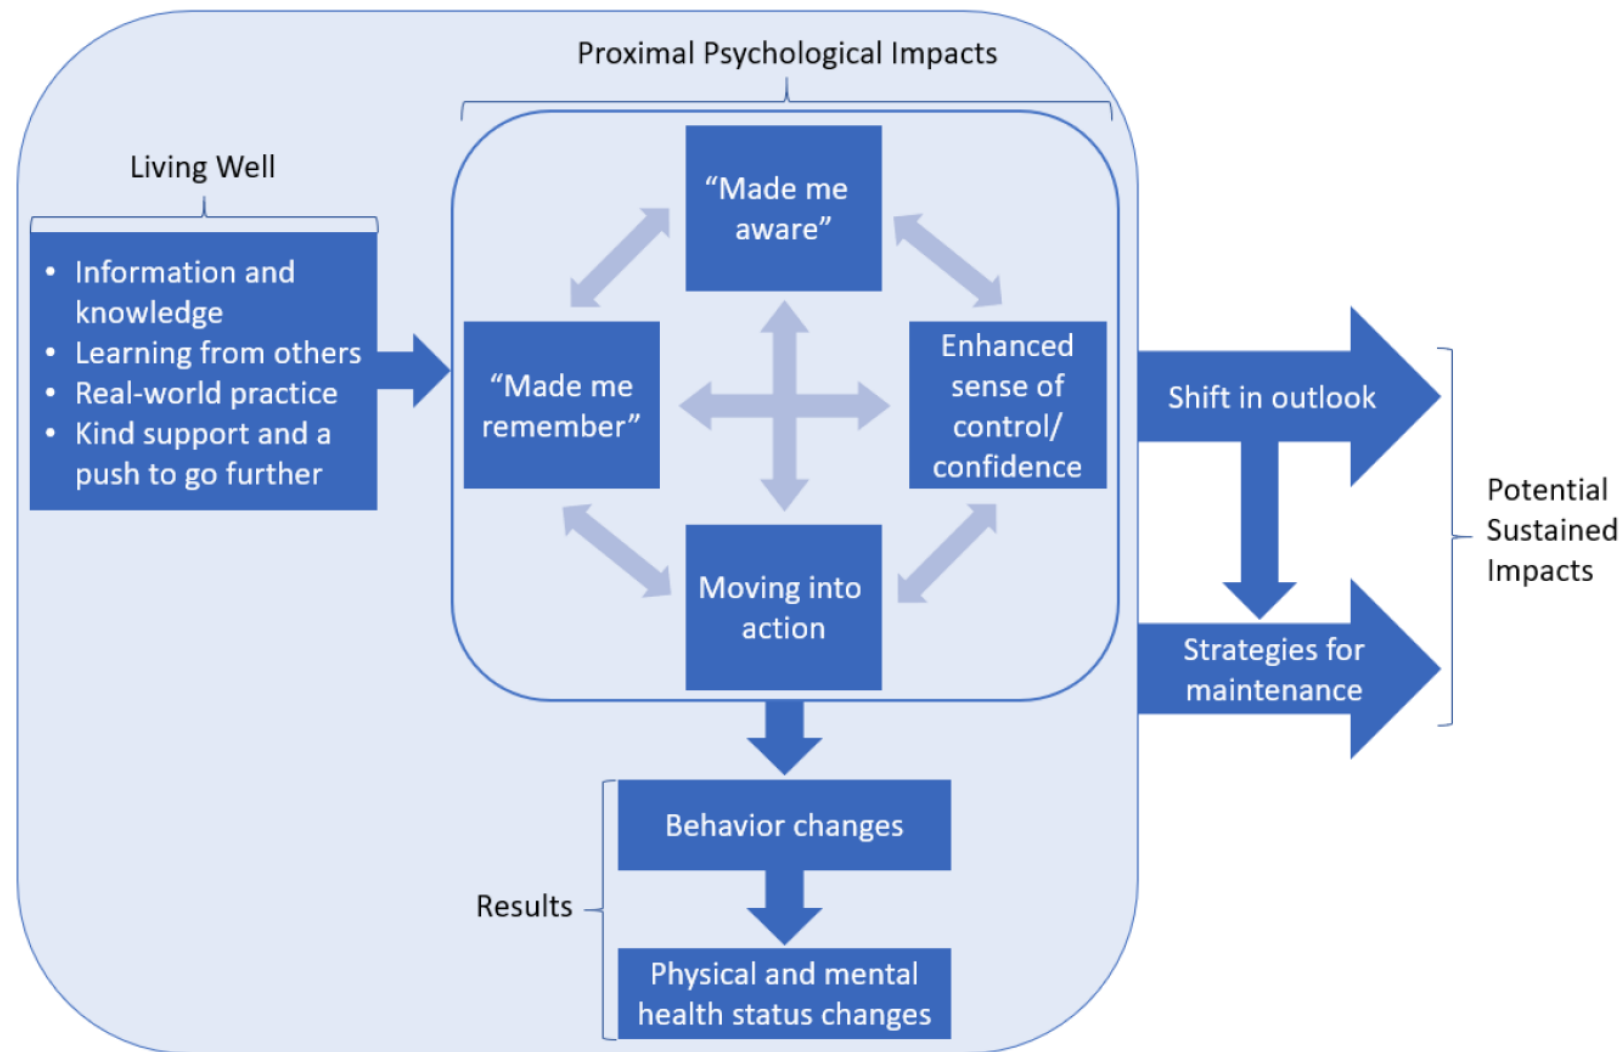 Proximal Psychological Impacts
Living Well
• Information and
knowledge
• Learning from others
• Real-world practice
• Kind support and a
push to go further
“Made me
aware”
“Made me
remember”
Enhanced
sense of
control/
confidence
Moving into
action
Shift in outlook
Strategies for
maintenance
Potential
Sustained
Impacts
Results
Behavior changes
Physical and mental
health status changes